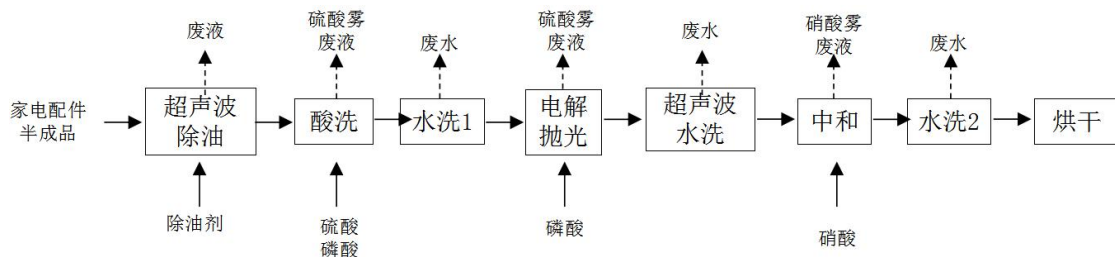 废液
硫酸雾
废液
废水
硫酸雾
废液
废水
硝酸雾
废液
废水
家电配件
半成品
超声波
除油
酸洗
水洗1
电解
抛光
超声波
水洗
中和
水洗2
烘干
除油剂
硫酸
磷酸
磷酸
硝酸